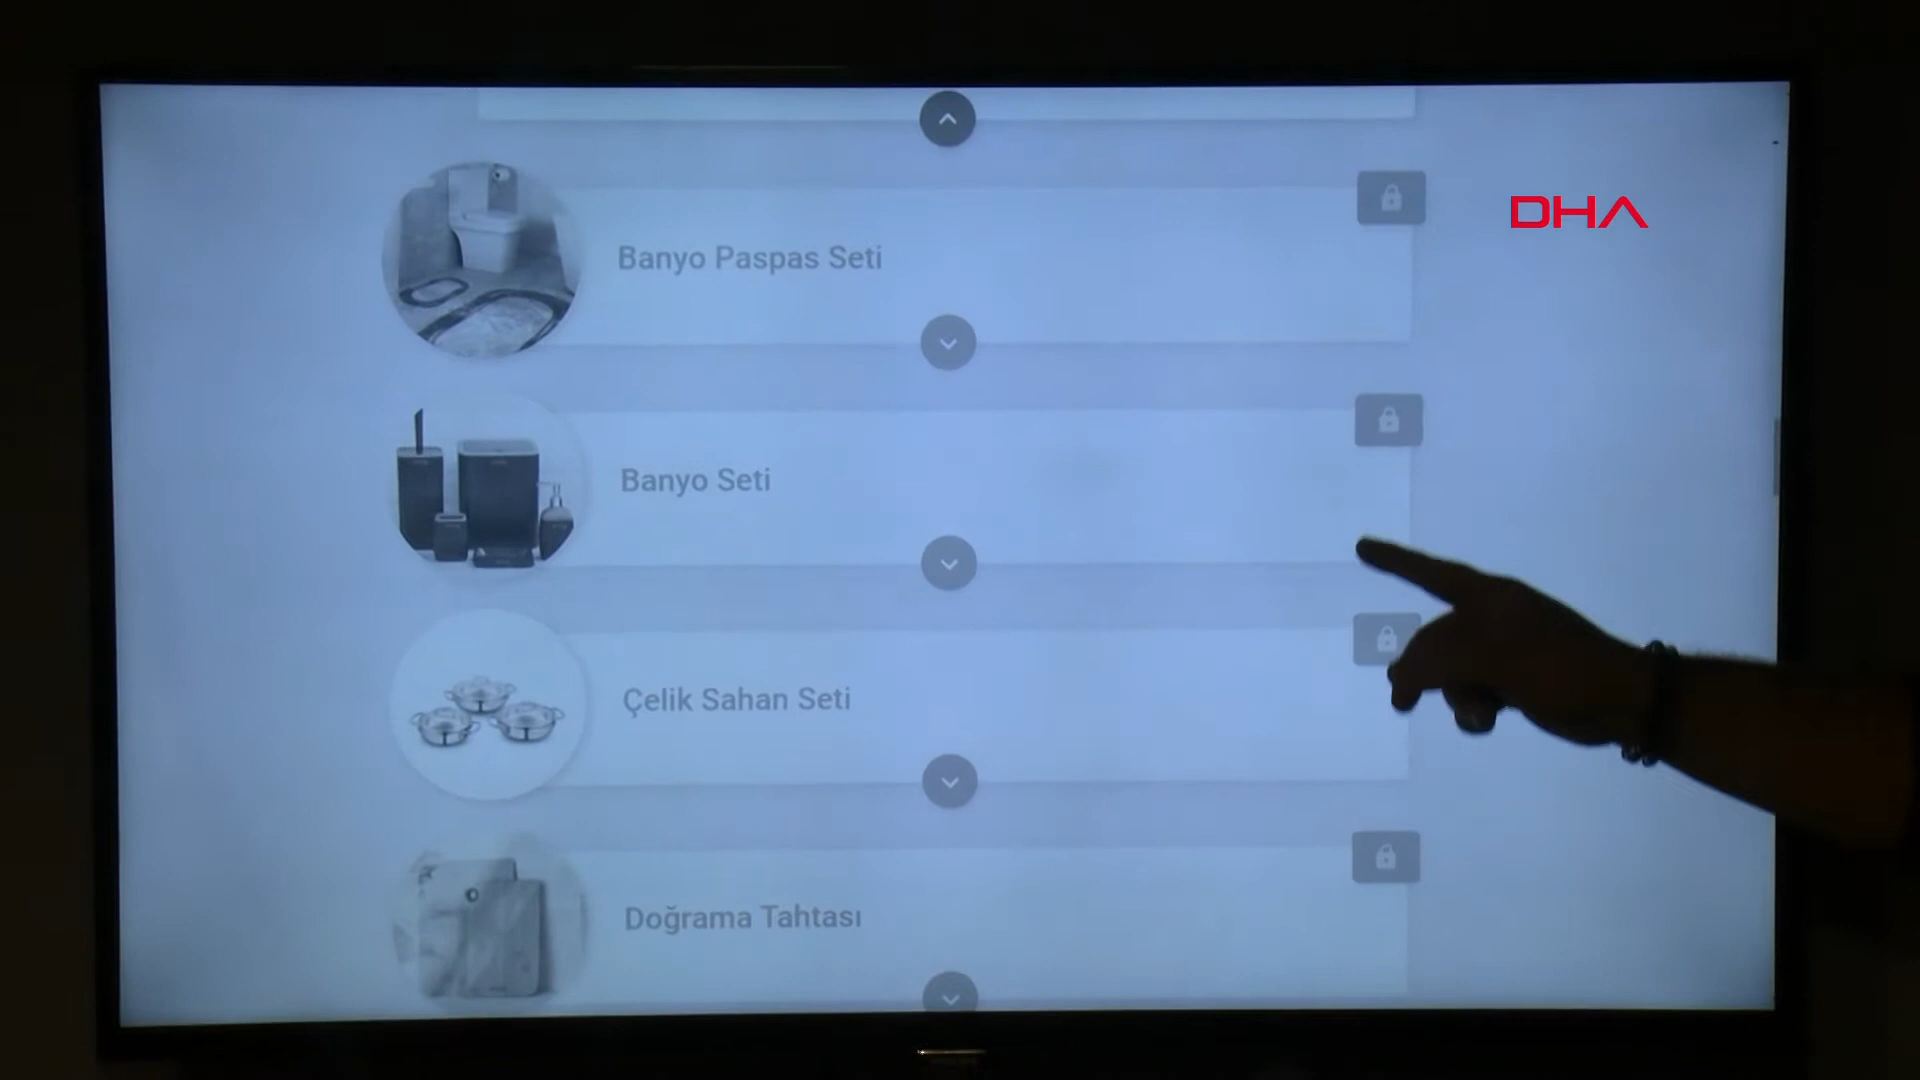 DHA
Banyo Paspas Seti
Banyo Seti
Çelik Sahan Seti
Doğrama Tahtası